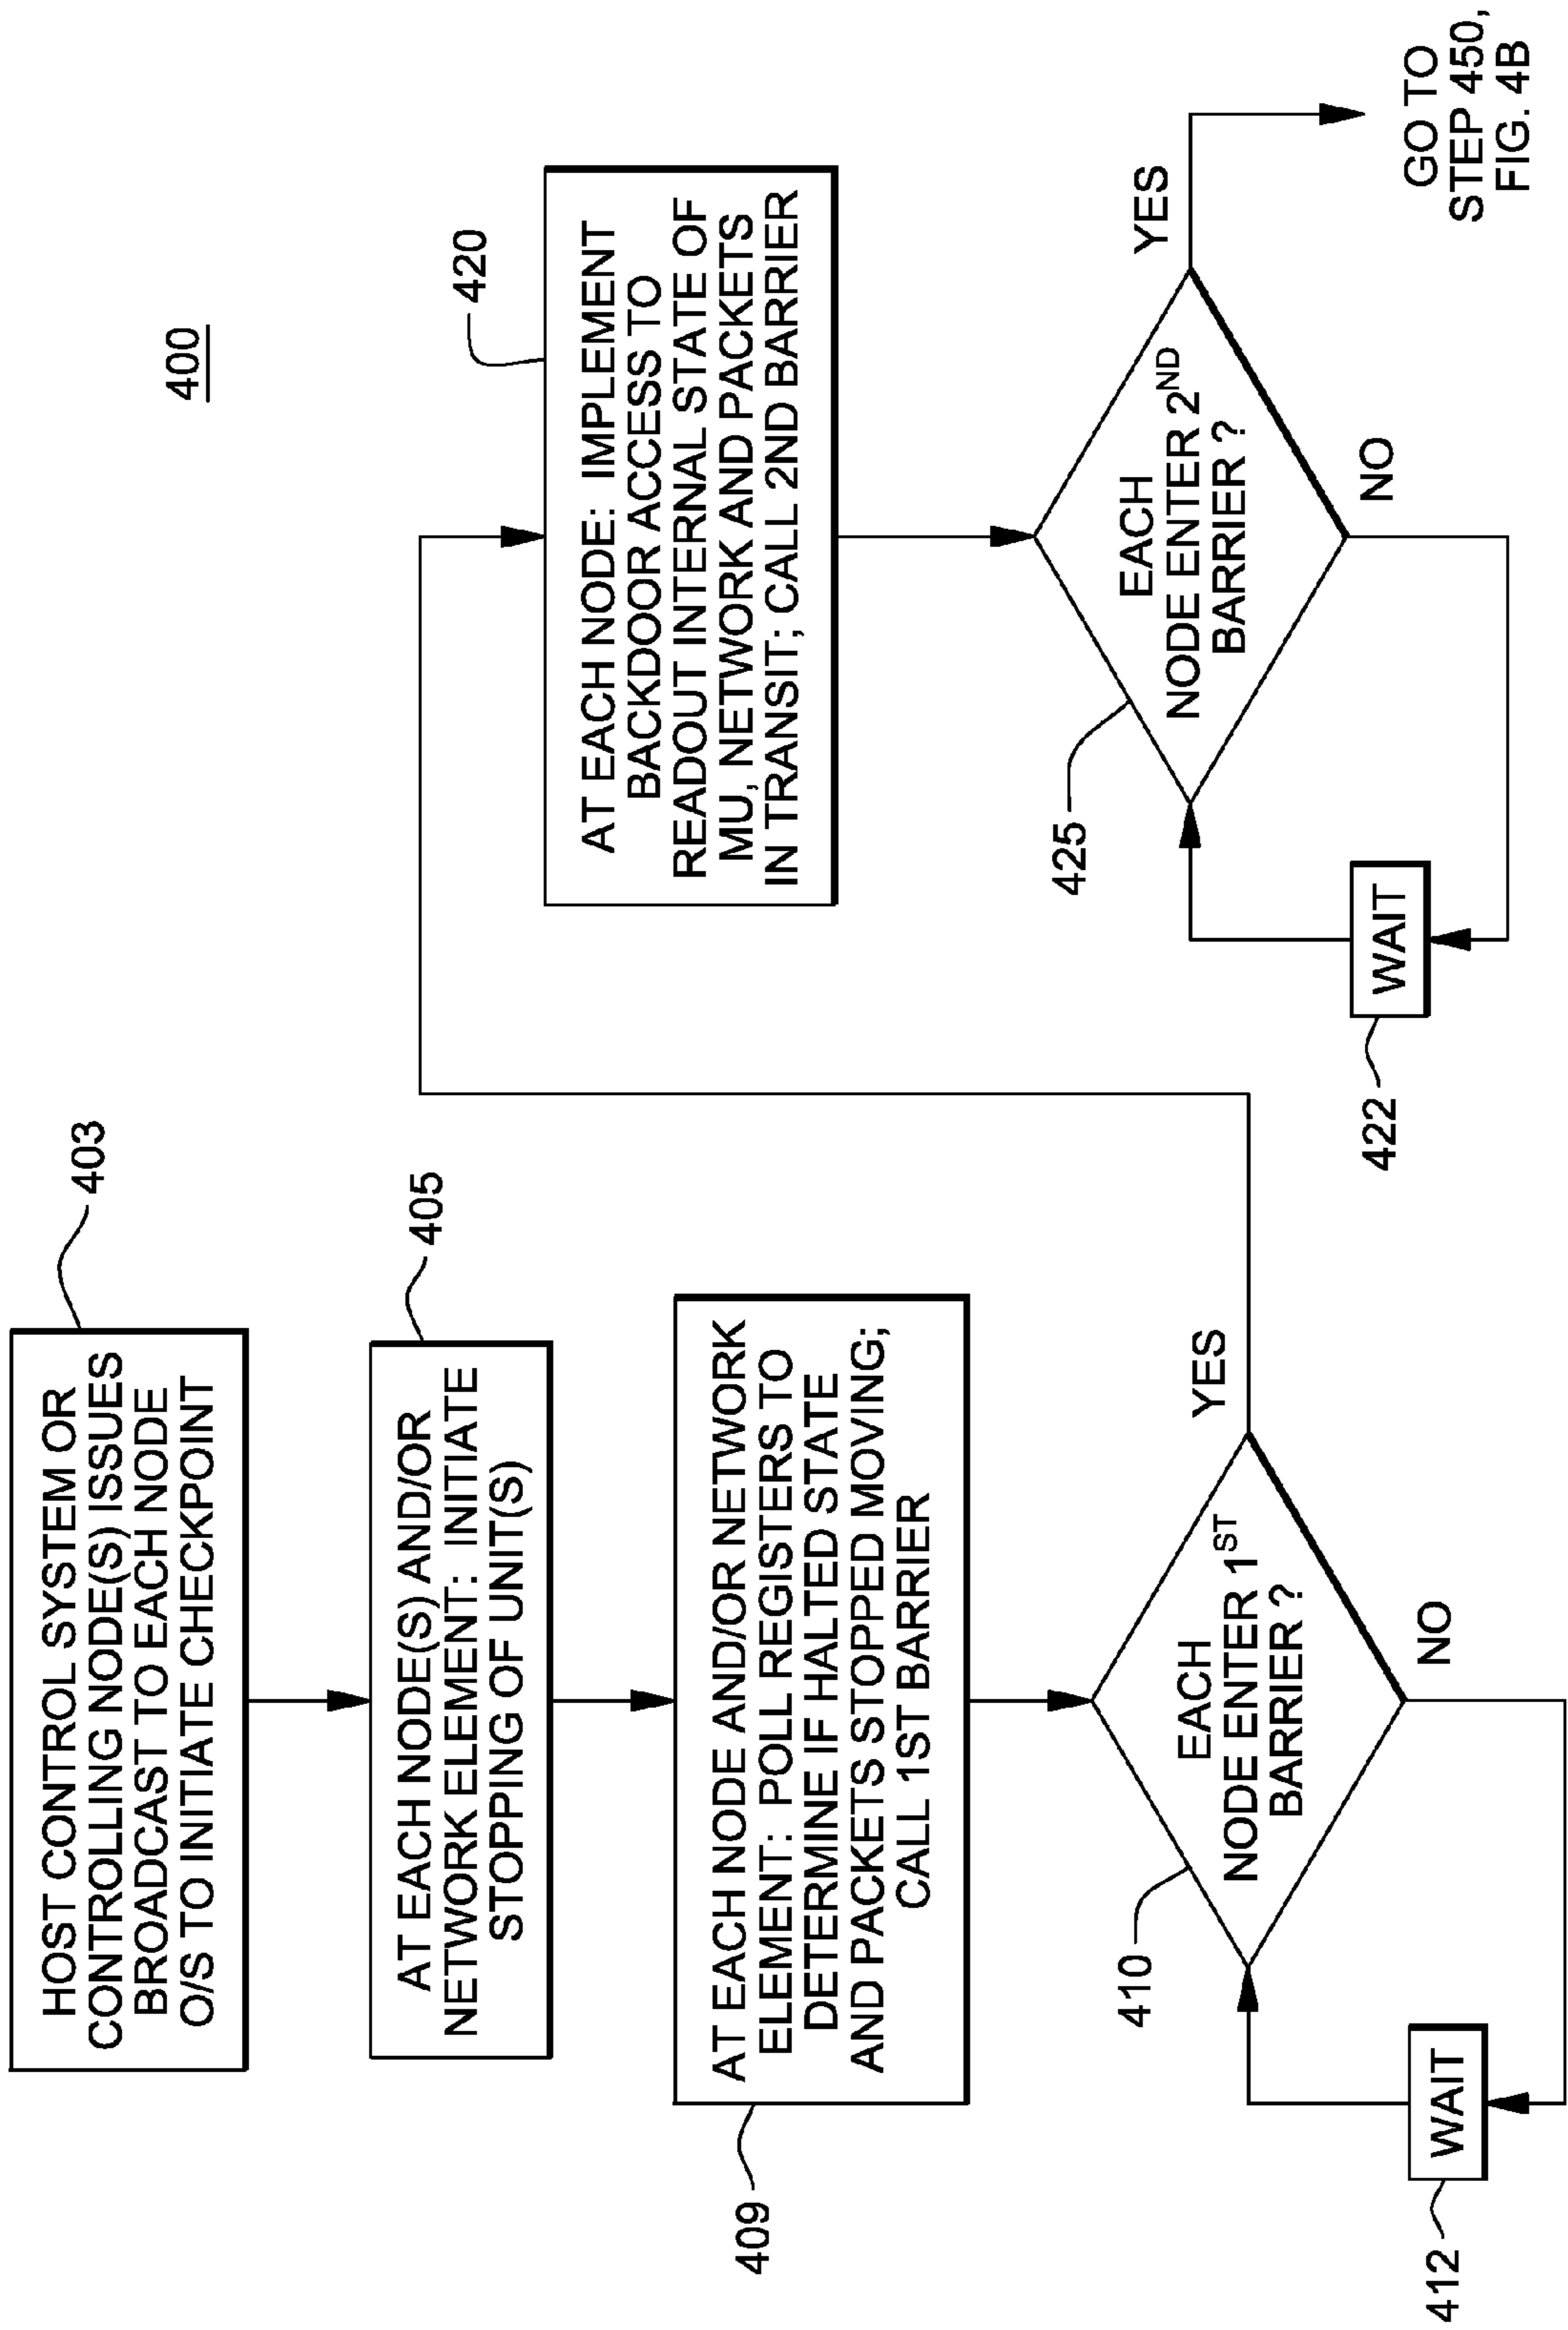 400
403
HOST CONTROL SYSTEM OR
CONTROLLING NODE(S) ISSUES
BROADCAST TO EACH NODE
O/S TO INITIATE CHECKPOINT
405
AT EACH NODE(S) AND/OR
NETWORK ELEMENT: INITIATE
STOPPING OF UNIT(S)
409
AT EACH NODE AND/OR NETWORK
ELEMENT: POLL REGISTERS TO
DETERMINE IF HALTED STATE
AND PACKETS STOPPED MOVING;
CALL 1ST BARRIER
410
EACH
NODE ENTER 1ST
BARRIER ?
YES
NO
412
WAIT
420
AT EACH NODE: IMPLEMENT
BACKDOOR ACCESS TO
READOUT INTERNAL STATE OF
MU, NETWORK AND PACKETS
IN TRANSIT; CALL 2ND BARRIER
425
EACH
NODE ENTER 2ND
BARRIER ?
YES
NO
422
WAIT
GO TO
STEP 450,
FIG. 4B